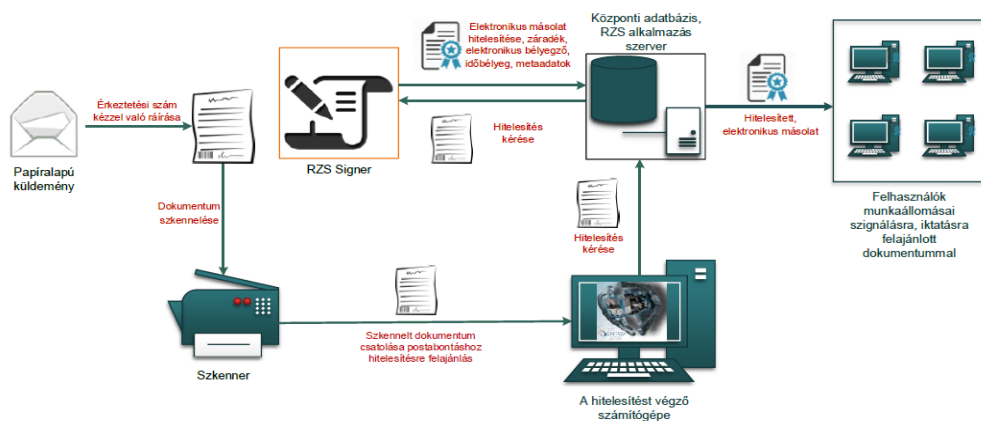 Elektronikus másolat
hitelesítése, záradék,
elektronikus bélyegző,
időbélyeg, metaadatok
Központi adatbázis,
RZS alkalmazás
szerver
Érkeztetési szám
kézzel való ráírása
Hitelesítés
kérése
Hitelesített,
elektronikus másolat
Papíralapú
küldemény
RZS Signer
Dokumentum
szkennelése
Hitelesítés
kérése
Felhasználók
munkaállomásai
szignálásra, iktatásra
felajánlott
dokumentummal
Szkennelt dokumentum
csatolása postabontáshoz
hitelesítésre felajánlás
Szkenner
A hitelesítést végző
számítógépe